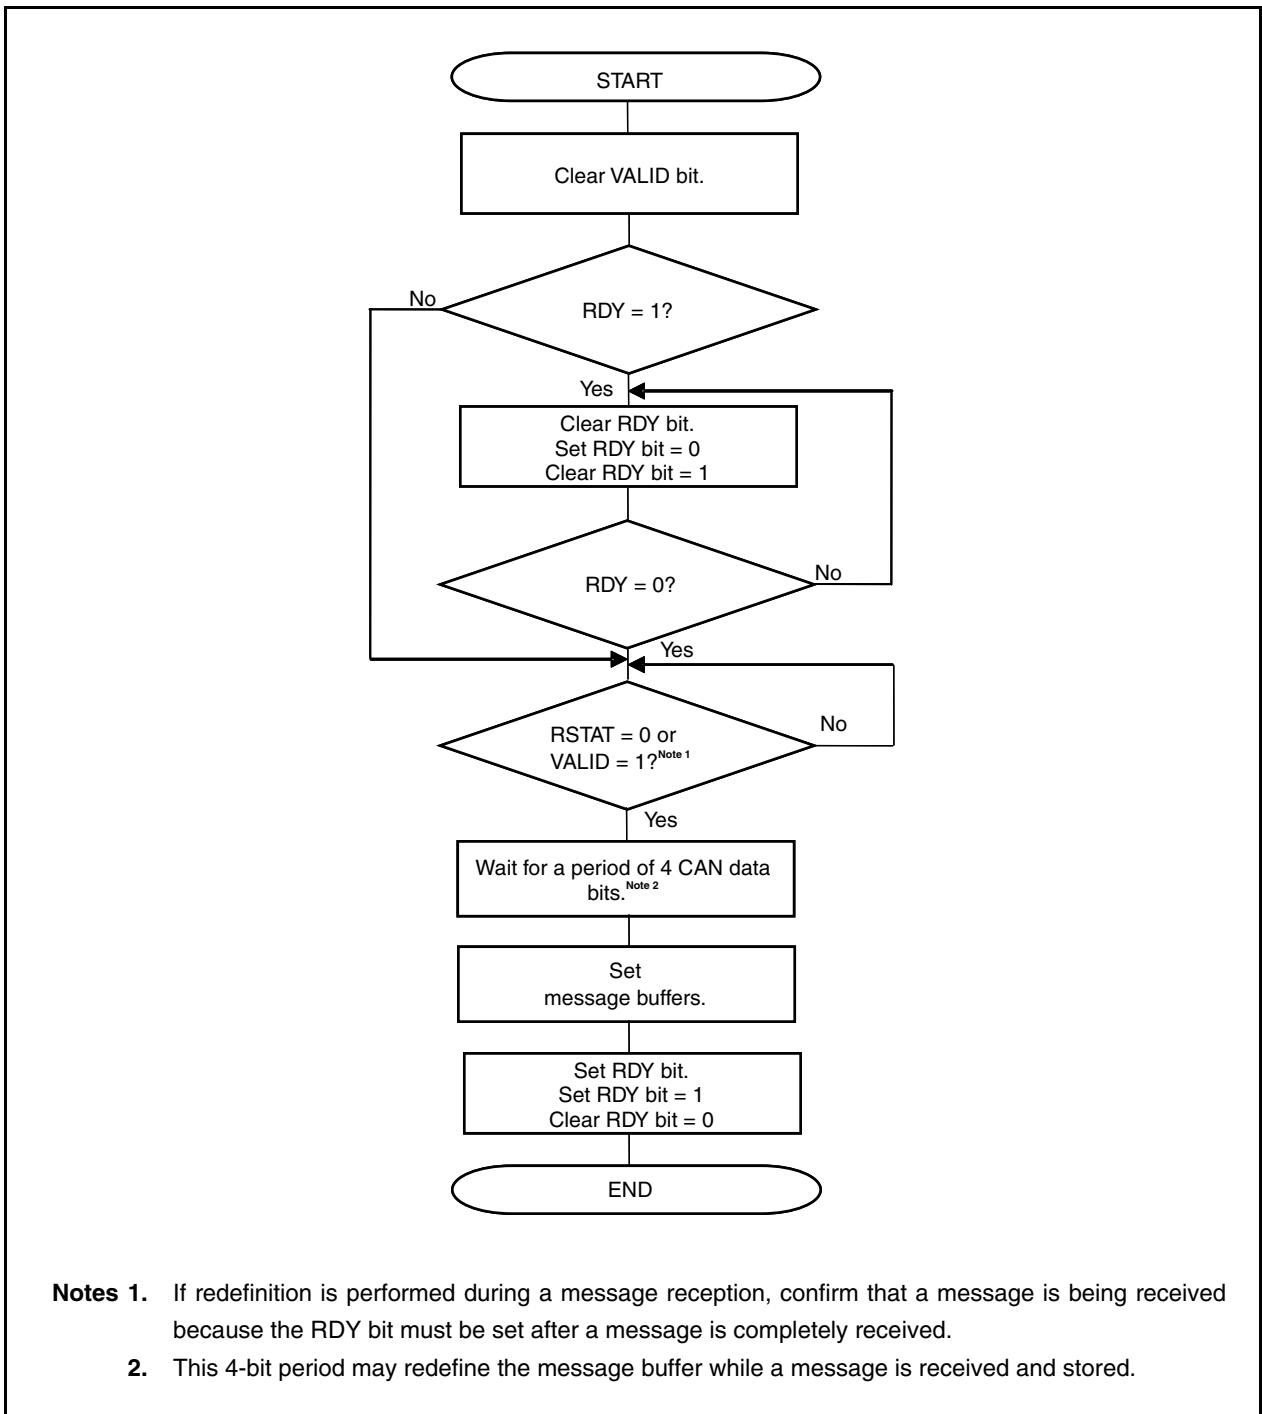 START
Clear VALID bit.
No
RDY = 1?
Yes
Clear RDY bit.
Set RDY bit = 0
Clear RDY bit = 1
RDY = 0?
No
Yes
RSTAT = 0 or
VALID = 1?Note 1
No
Yes
Wait for a period of 4 CAN data
bits.Note 2
Set
message buffers.
Set RDY bit.
Set RDY bit = 1
Clear RDY bit = 0
END
Notes 1. If redefinition is performed during a message reception, confirm that a message is being received
because the RDY bit must be set after a message is completely received.
2. This 4-bit period may redefine the message buffer while a message is received and stored.